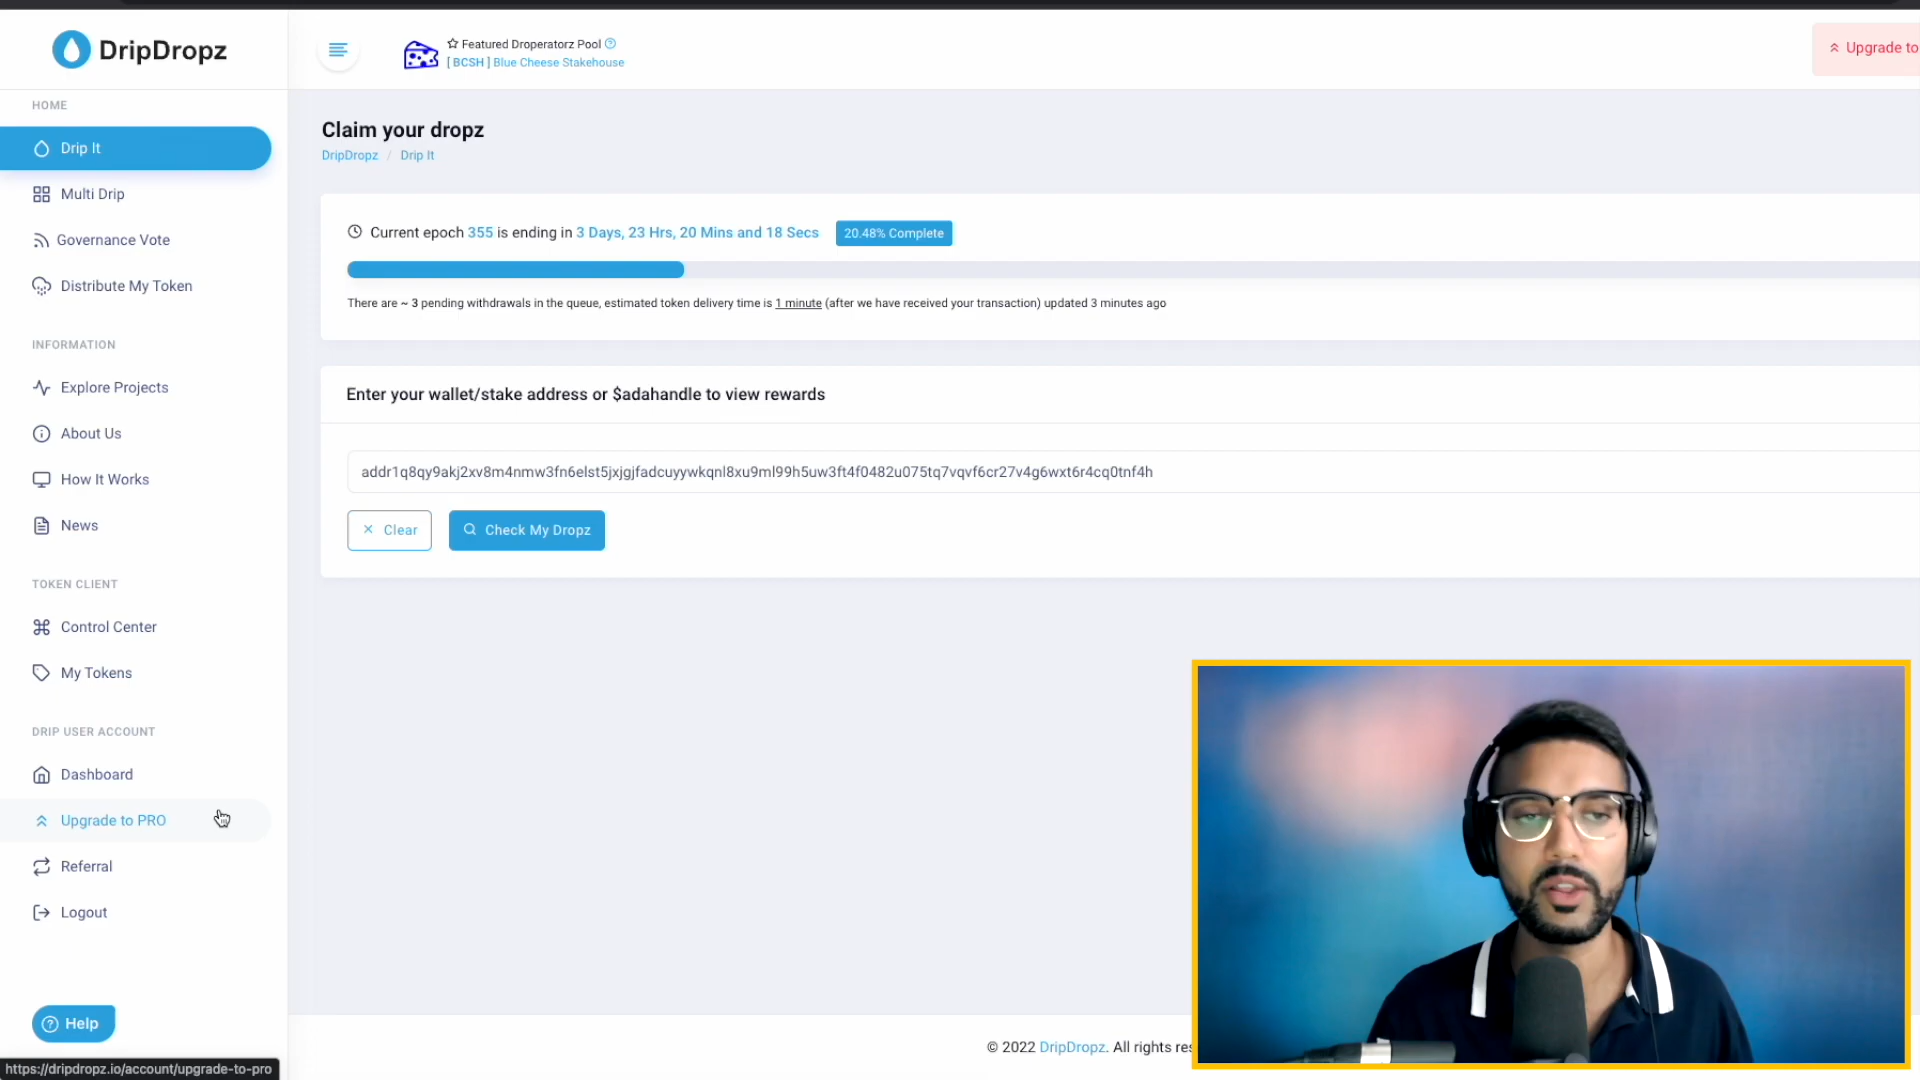 DripDropz
Featured Droperatorz Pool
[ BCSH ] Blue Cheese Stakehouse
Upgrade to
HOME
Drip It
Multi Drip
Governance Vote
Distribute My Token
INFORMATION
Explore Projects
About Us
How It Works
News
TOKEN CLIENT
Control Center
My Tokens
DRIP USER ACCOUNT
Dashboard
Upgrade to PRO
Referral
Logout
Help
https://dripdropz.io/account/upgrade-to-pro
Claim your dropz
DripDropz / Drip It
Current epoch 355 is ending in 3 Days, 23 Hrs, 20 Mins and 18 Secs 20.48% Complete
There are ~ 3 pending withdrawals in the queue, estimated token delivery time is 1 minute (after we have received your transaction) updated 3 minutes ago
Enter your wallet/stake address or $adahandle to view rewards
addr1q8qy9akj2xv8m4nmw3fn6elst5jxjgjfadcuyywkqnl8xu9ml99h5uw3ft4f0482u075tq7vqvf6cr27v4g6wxt6r4cq0tnf4h
Clear
Check My Dropz
© 2022 DripDropz. All rights res